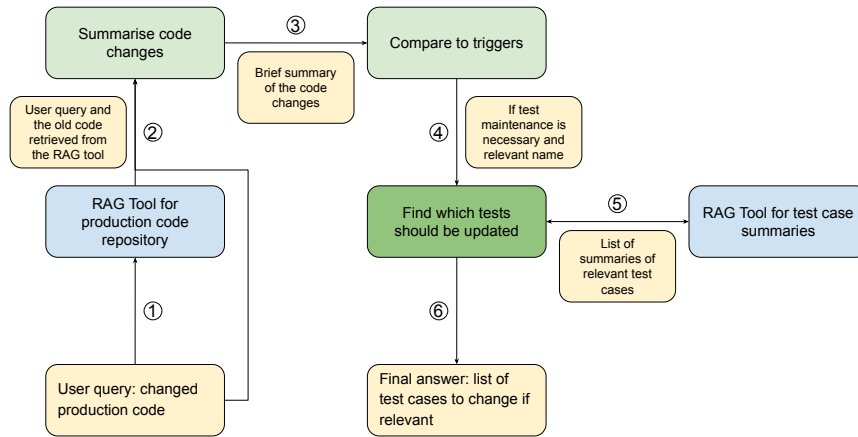 Summarise code
changes
③
Compare to triggers
Brief summary
of the code
changes
User query and
the old code
retrieved from
the RAG tool
②
④
If test
maintenance is
necessary and
relevant name
RAG Tool for
production code
repository
Find which tests
should be updated
⑤
RAG Tool for test case
summaries
List of
summaries of
relevant test
cases
①
⑥
User query: changed
production code
Final answer: list of
test cases to change if
relevant